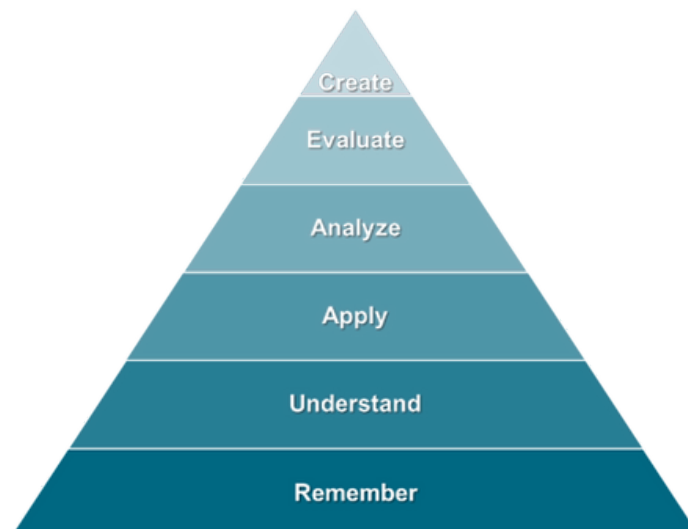 Create
Evaluate
Analyze
Apply
Understand
Remember